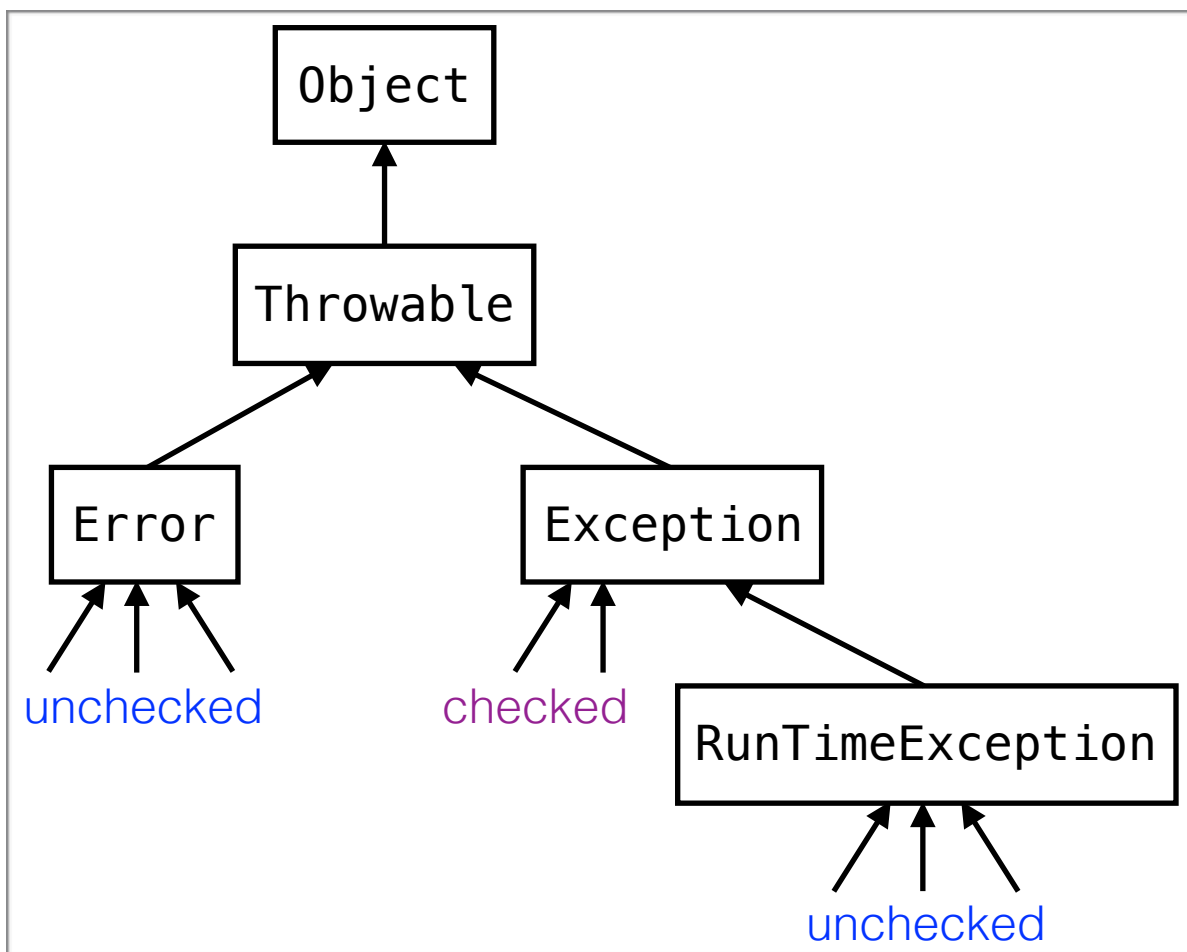 Object
Throwable
Error
Exception
unchecked
checked
RunTimeException
unchecked